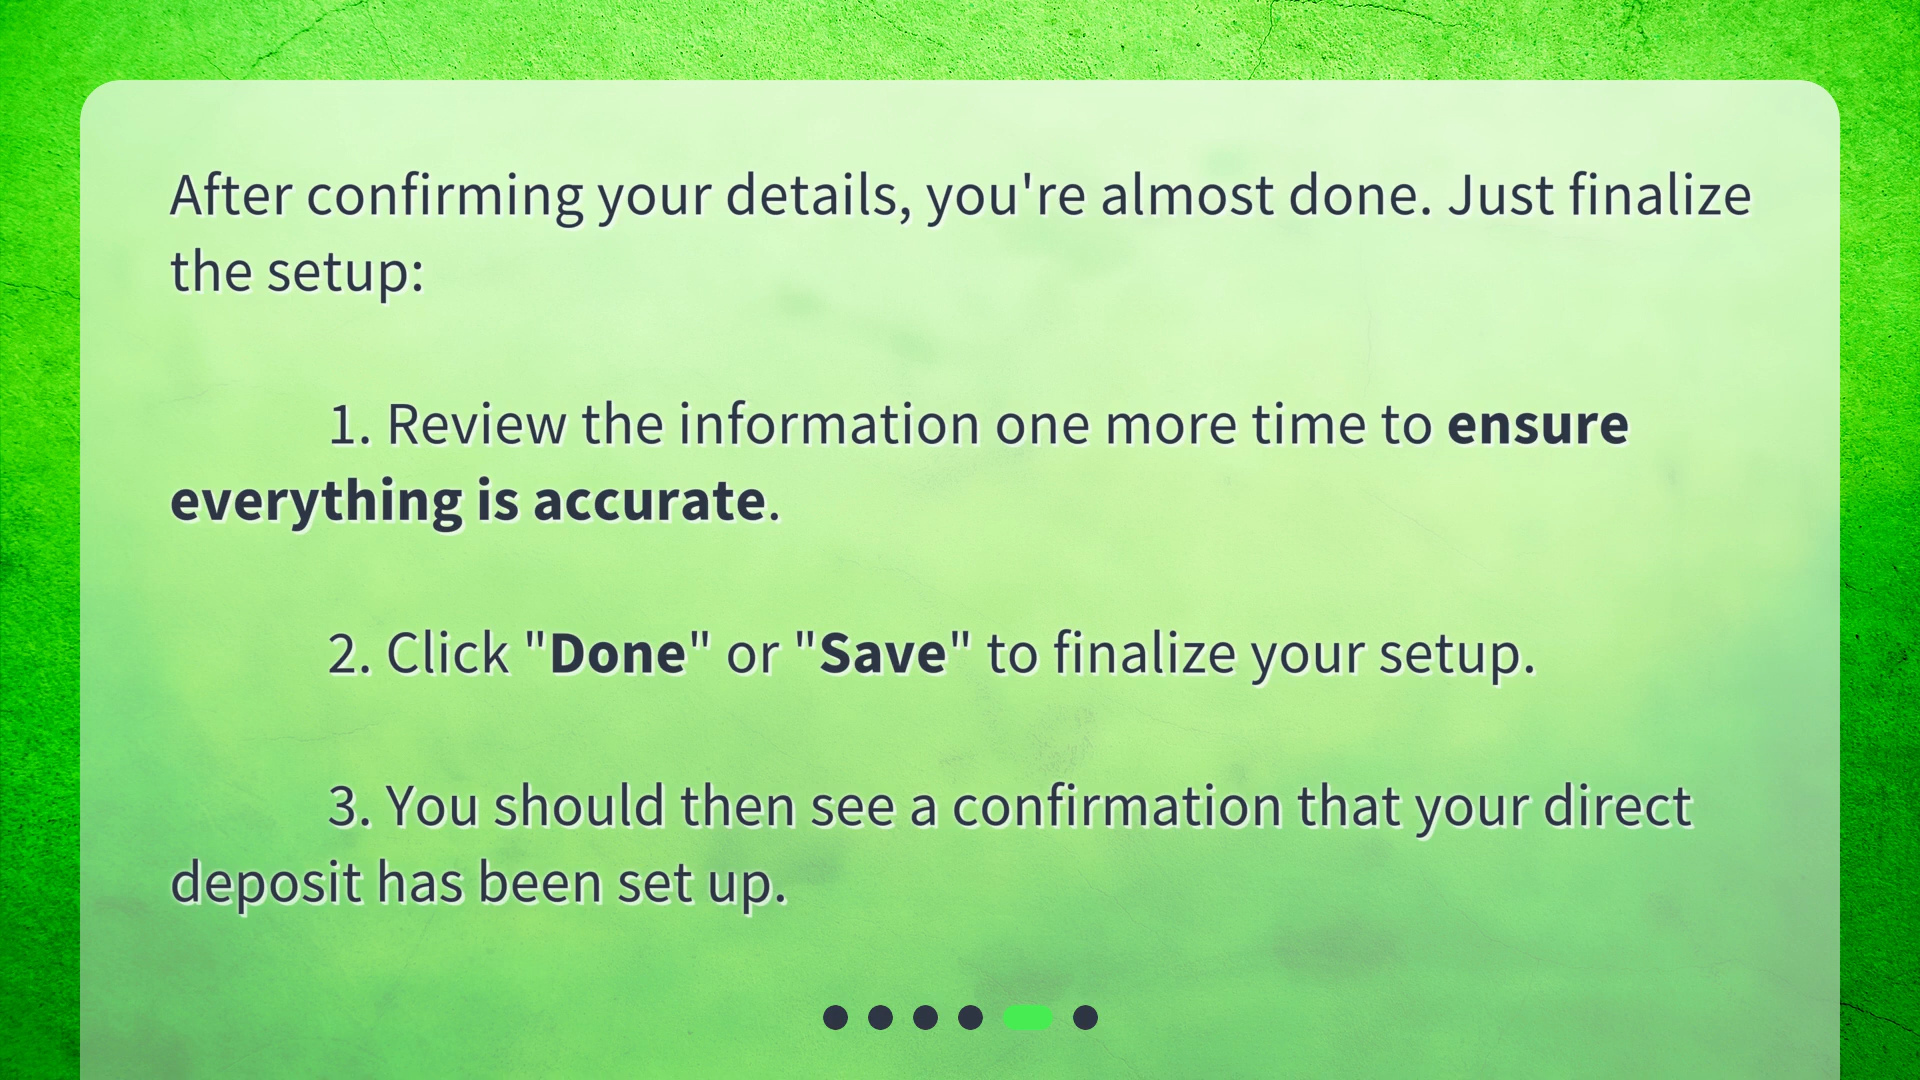 After confirming your details, you're almost done. Just finalize
the setup:
1. Review the information one more time to ensure
everything is accurate.
2. Click "Done" or "Save" to finalize your setup.
3. You should then see a confirmation that your direct
deposit has been set up.